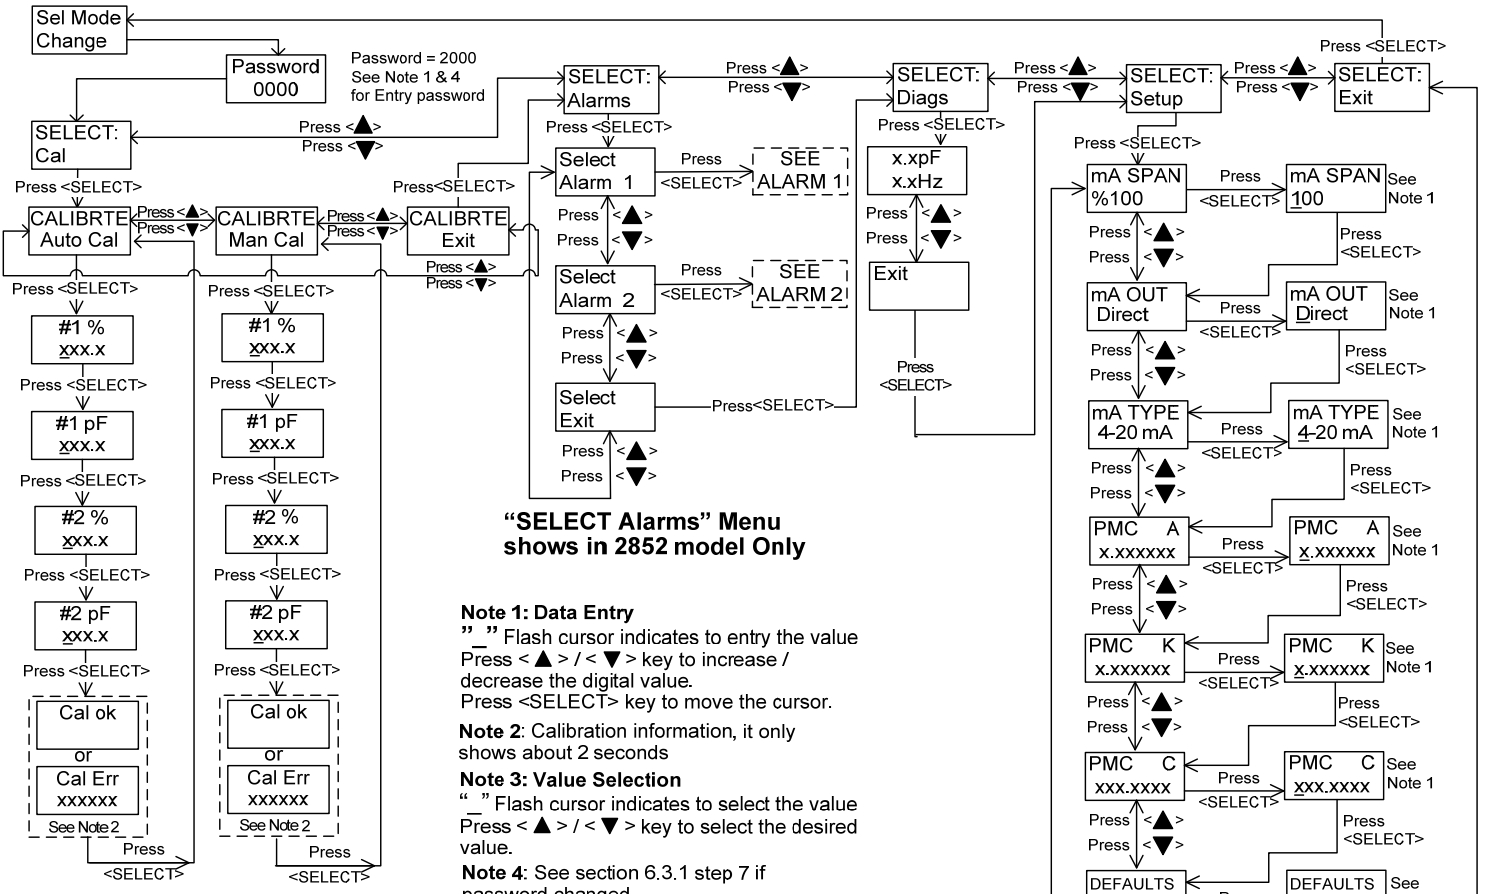 Sel Mode
Change
Password
0000
Password = 2000
See Note 1 & 4
for Entry password
SELECT:
Cal
Press <▲>
Press <▼>
SELECT:
Alarms
Press <▲>
Press <▼>
SELECT:
Diags
Press <▲>
Press <▼>
SELECT:
Setup
Press <▲>
Press <▼>
Press <SELECT>
SELECT:
Exit
Press <SELECT>
CALIBRTE
Auto Cal
Press <▲>
Press <▼>
CALIBRTE
Man Cal
Press <▲>
Press <▼>
Press<SELECT>
CALIBRTE
Exit
Press <▲>
Press <▼>
Press <SELECT>
#1 %
xxx.x
Press <SELECT>
#1 pF
xxx.x
Press <SELECT>
#2 %
xxx.x
Press <SELECT>
#2 pF
xxx.x
Press <SELECT>
Cal ok
or
Cal Err
xxxxxx
See Note 2
Press
<SELECT>
Press <SELECT>
#1 %
xxx.x
Press <SELECT>
#1 pF
xxx.x
Press <SELECT>
#2 %
xxx.x
Press <SELECT>
#2 pF
xxx.x
Press <SELECT>
Cal ok
or
Cal Err
xxxxxx
See Note 2
Press
<SELECT>
Press <SELECT>
Select
Alarm 1
Press
<SELECT>
SEE
ALARM 1
Press <▲>
Press <▼>
Select
Alarm 2
Press
<SELECT>
SEE
ALARM 2
Press <▲>
Press <▼>
Select
Exit
Press<SELECT>
Press <▲>
Press <▼>
Press <SELECT>
x.xpF
x.xHz
Press <▲>
Press <▼>
Exit
Press
<SELECT>
“SELECT Alarms” Menu
shows in 2852 model Only
Note 1: Data Entry
”_” Flash cursor indicates to entry the value
Press < ▲ > / < ▼ > key to increase /
decrease the digital value.
Press <SELECT> key to move the cursor.
Note 2: Calibration information, it only
shows about 2 seconds
Note 3: Value Selection
“_” Flash cursor indicates to select the value
Press < ▲ > / < ▼ > key to select the desired
value.
Note 4: See section 6.3.1 step 7 if
password changed
Press <SELECT>
mA SPAN
%100
Press
<SELECT>
mA SPAN
100
See
Note 1
Press <▲>
Press <▼>
Press
<SELECT>
mA OUT
Direct
Press
<SELECT>
mA OUT
Direct
See
Note 1
Press <▲>
Press <▼>
Press
<SELECT>
mA TYPE
4-20 mA
Press
<SELECT>
mA TYPE
4-20 mA
See
Note 1
Press <▲>
Press <▼>
Press
<SELECT>
PMC A
x.xxxxxx
Press
<SELECT>
PMC A
x.xxxxxx
See
Note 1
Press <▲>
Press <▼>
Press
<SELECT>
PMC K
x.xxxxxx
Press
<SELECT>
PMC K
x.xxxxxx
See
Note 1
Press <▲>
Press <▼>
Press
<SELECT>
PMC C
xxx.xxxx
Press
<SELECT>
PMC C
xxx.xxxx
See
Note 1
Press <▲>
Press <▼>
Press
<SELECT>
DEFAULTS
DEFAULTS
See